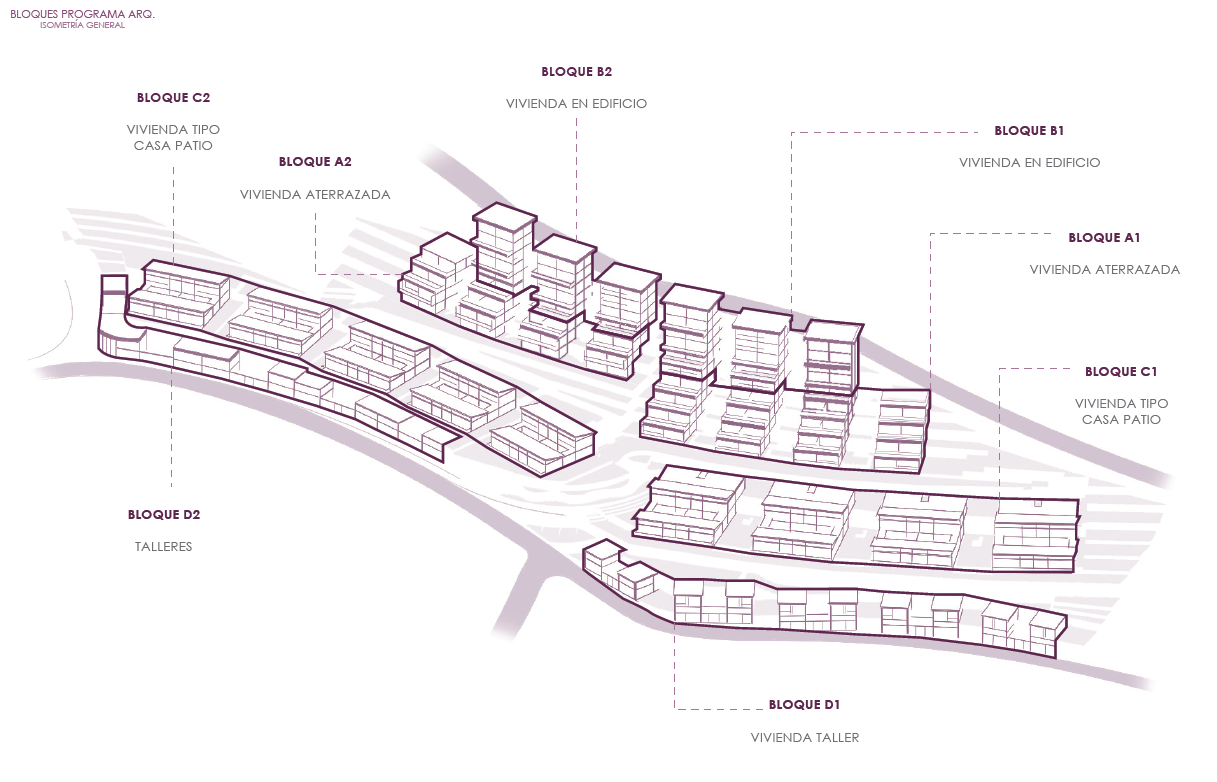 BLOQUES PROGRAMA ARQ.
ISOMETRÍA GENERAL
BLOQUE B2
VIVIENDA EN EDIFICIO
BLOQUE C2
VIVIENDA TIPO
CASA PATIO
BLOQUE A2
VIVIENDA ATERRAZADA
BLOQUE B1
VIVIENDA EN EDIFICIO
BLOQUE A1
VIVIENDA ATERRAZADA
BLOQUE C1
VIVIENDA TIPO
CASA PATIO
BLOQUE D2
TALLERES
BLOQUE D1
VIVIENDA TALLER